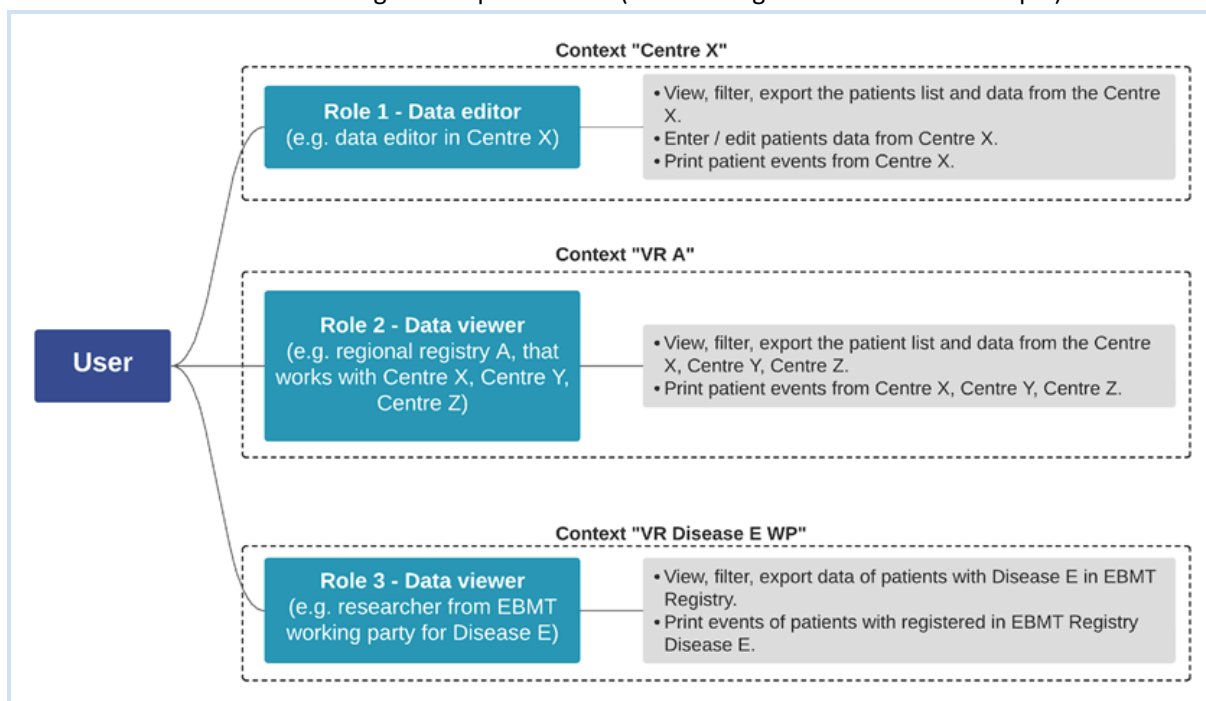 Context "Centre X"
Role 1 - Data editor
(e.g. data editor in Centre X)
• View, filter, export the patients list and data from the Centre
X.
• Enter / edit patients data from Centre X.
• Print patient events from Centre X.
Context "VR A"
User
Role 2 - Data viewer
(e.g. regional registry A, that
works with Centre X, Centre Y,
Centre Z)
• View, filter, export the patient list and data from the Centre
X, Centre Y, Centre Z.
• Print patient events from Centre X, Centre Y, Centre Z.
Context "VR Disease E WP"
Role 3 - Data viewer
(e.g. researcher from EBMT
working party for Disease E)
• View, filter, export data of patients with Disease E in EBMT
Registry.
• Print events of patients with registered in EBMT Registry
Disease E.